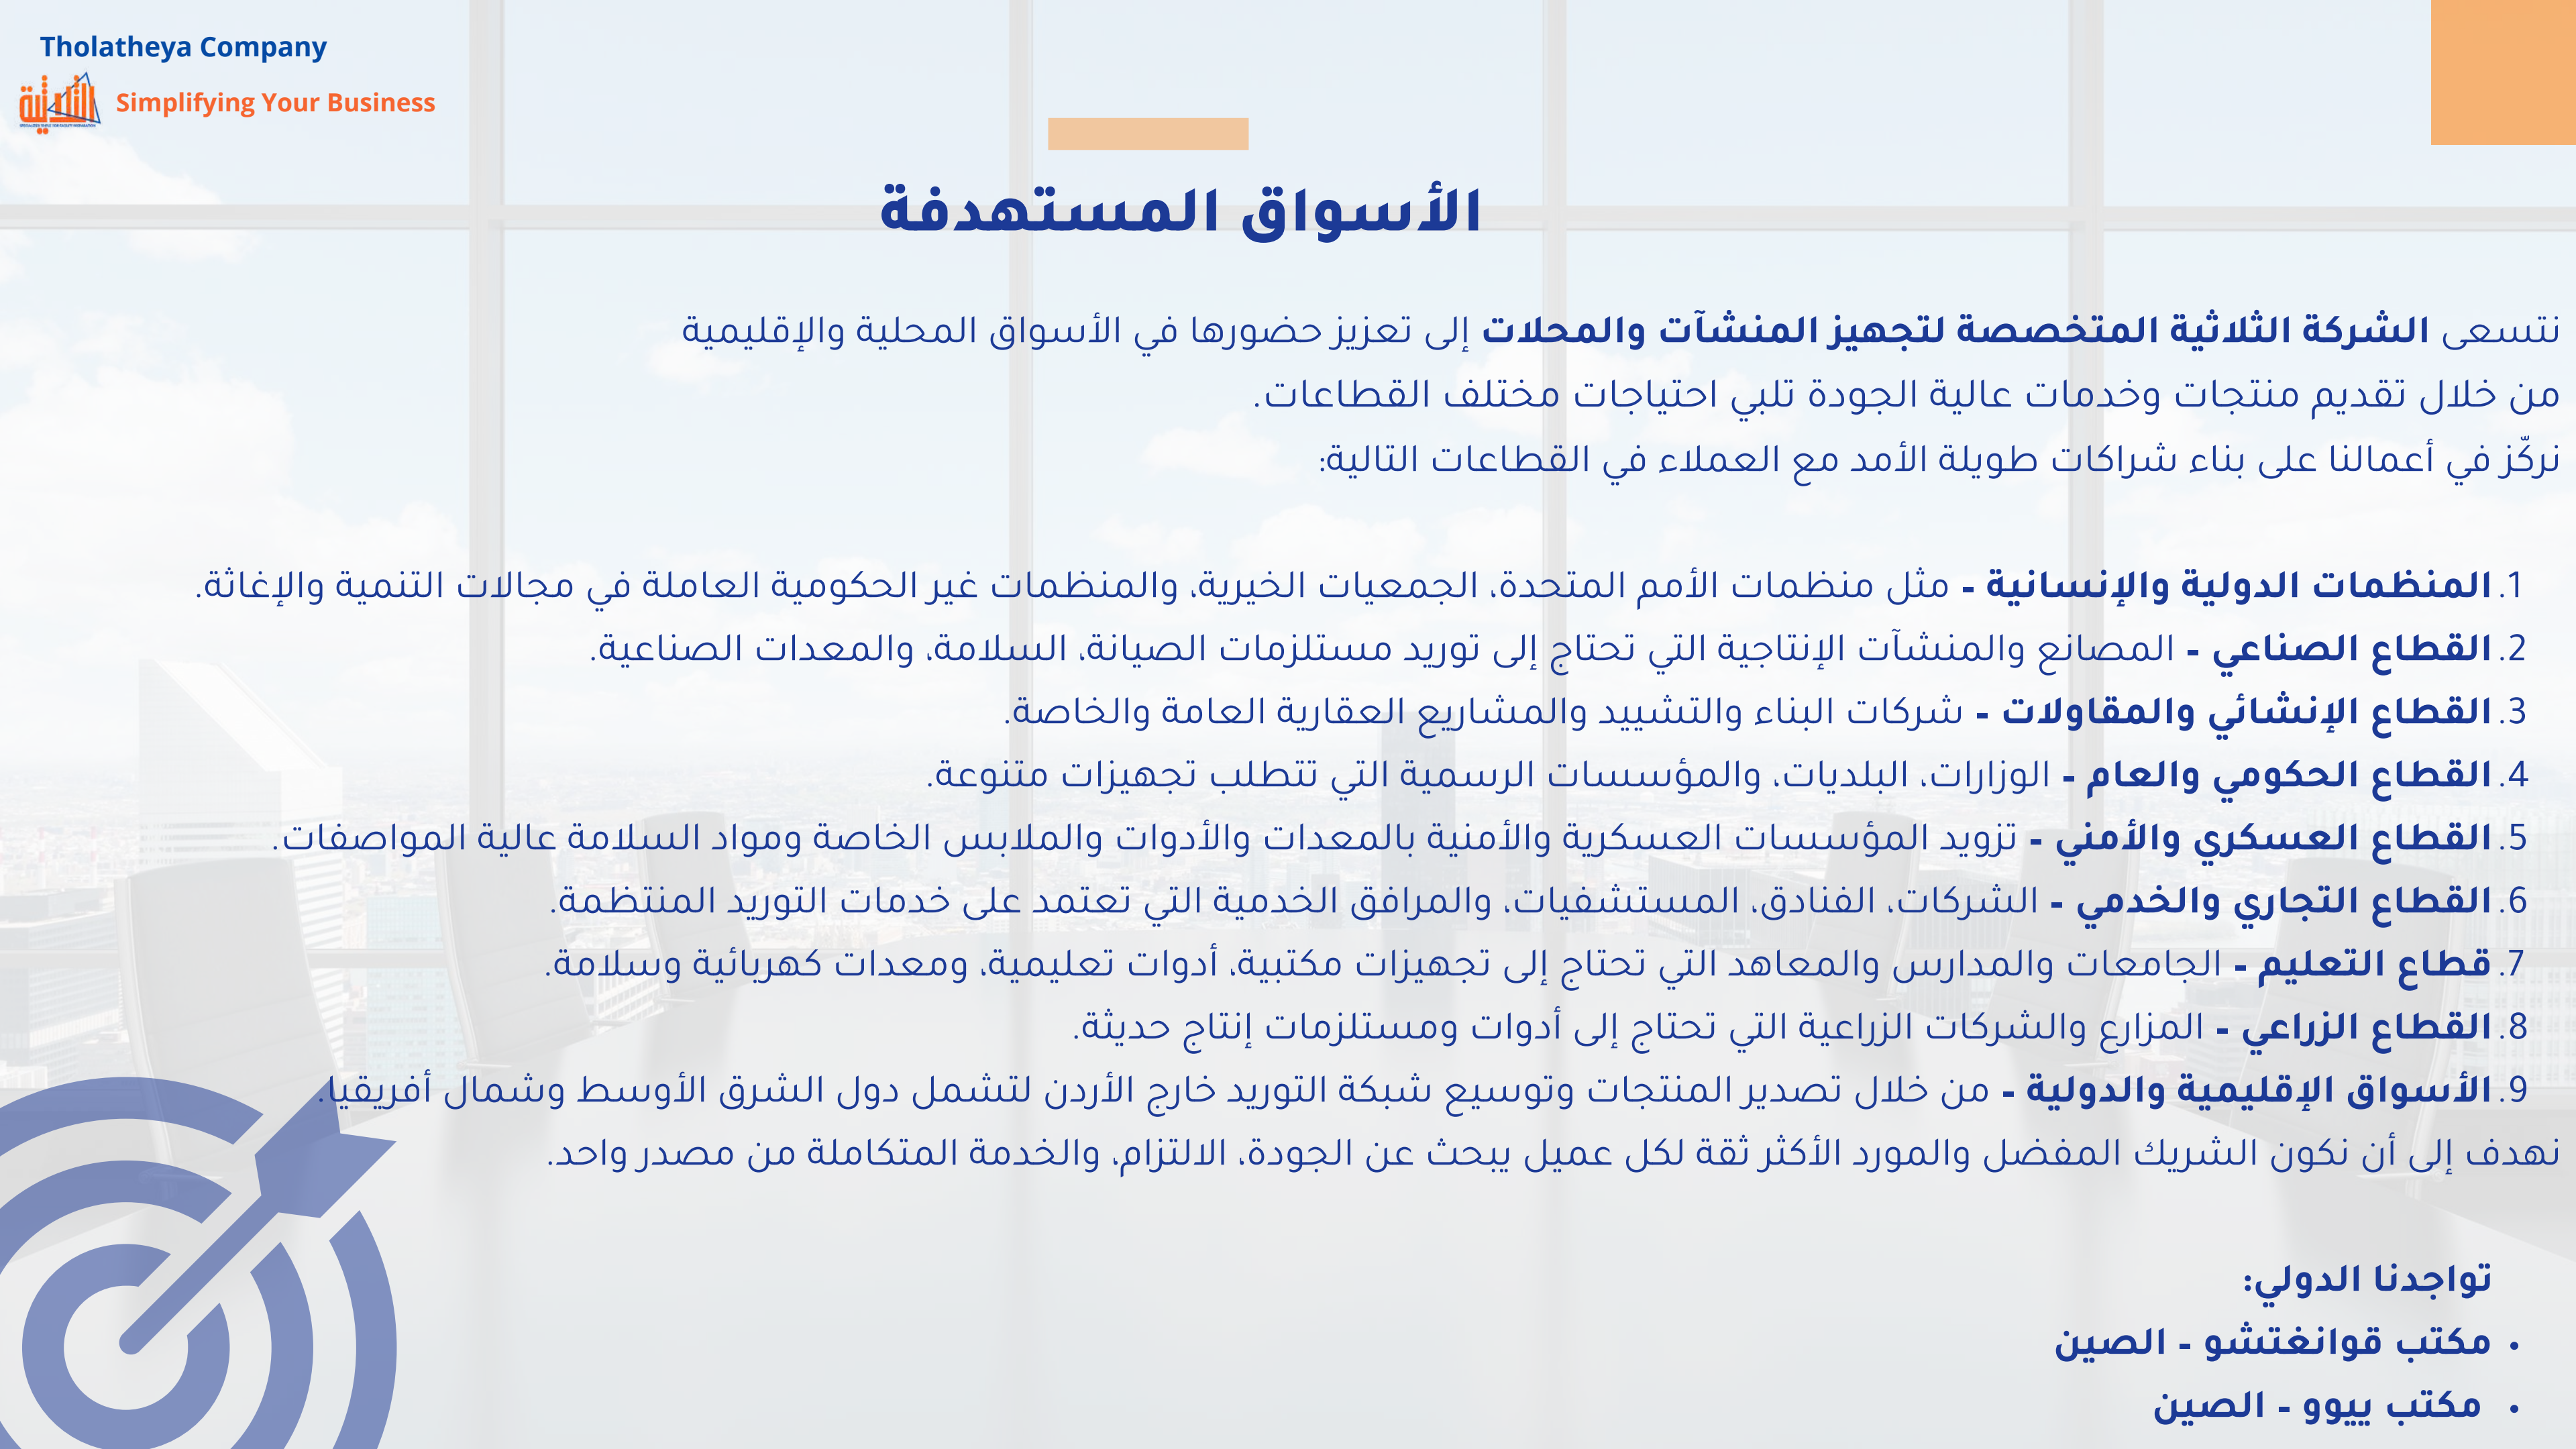 Tholatheya Company
الثلاثية
Simplifying Your Business
الأسواق المستهدفة
نتسعى الشركة الثلاثية المتخصصة لتجهيز المنشآت والمحلات إلى تعزيز حضورها في الأسواق المحلية والإقليمية
من خلال تقديم منتجات وخدمات عالية الجودة تلبي احتياجات مختلف القطاعات.
نركّز في أعمالنا على بناء شراكات طويلة الأمد مع العملاء في القطاعات التالية:
1. المنظمات الدولية والإنسانية – مثل منظمات الأمم المتحدة، الجمعيات الخيرية، والمنظمات غير الحكومية العاملة في مجالات التنمية والإغاثة.
2. القطاع الصناعي – المصانع والمنشآت الإنتاجية التي تحتاج إلى توريد مستلزمات الصيانة، السلامة، والمعدات الصناعية.
3. القطاع الإنشائي والمقاولات – شركات البناء والتشييد والمشاريع العقارية العامة والخاصة.
4. القطاع الحكومي والعام – الوزارات، البلديات، والمؤسسات الرسمية التي تتطلب تجهيزات متنوعة.
5. القطاع العسكري والأمني – تزويد المؤسسات العسكرية والأمنية بالمعدات والأدوات والملابس الخاصة ومواد السلامة عالية المواصفات.
6. القطاع التجاري والخدمي – الشركات، الفنادق، المستشفيات، والمرافق الخدمية التي تعتمد على خدمات التوريد المنتظمة.
7. قطاع التعليم – الجامعات والمدارس والمعاهد التي تحتاج إلى تجهيزات مكتبية، أدوات تعليمية، ومعدات كهربائية وسلامة.
8. القطاع الزراعي – المزارع والشركات الزراعية التي تحتاج إلى أدوات ومستلزمات إنتاج حديثة.
9. الأسواق الإقليمية والدولية – من خلال تصدير المنتجات وتوسيع شبكة التوريد خارج الأردن لتشمل دول الشرق الأوسط وشمال أفريقيا.
نهدف إلى أن نكون الشريك المفضل والمورد الأكثر ثقة لكل عميل يبحث عن الجودة، الالتزام، والخدمة المتكاملة من مصدر واحد.
تواجدنا الدولي:
• مكتب قوانغتشو – الصين
• مكتب ييوو – الصين